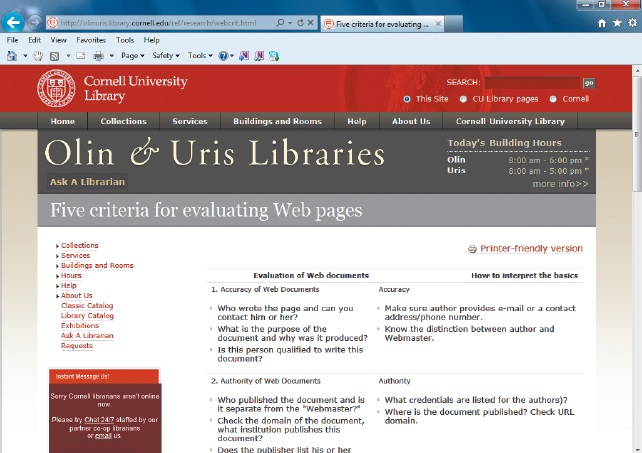 http://olinuris.library.cornell.edu/ref/research/webcrit.html
Five criteria for evaluating ...
File Edit View Favorites Tools Help
Page Safety Tools
Cornell University
Library
SEARCH: go
This Site CU Library pages Cornell
Home Collections Services Buildings and Rooms Help About Us Cornell University Library
Olin & Uris Libraries
Ask A Librarian
Today's Building Hours
Olin 8:00 am - 6:00 pm *
Uris 8:00 am - 5:00 pm *
more info>>
Five criteria for evaluating Web pages
Collections
Services
Buildings and Rooms
Hours
Help
About Us
Classic Catalog
Library Catalog
Exhibitions
Ask A Librarian
Requests
Instant Message Us!
Sorry Cornell librarians aren't online
now.
Please try Chat 24/7 staffed by our
partner co-op librarians
or email us.
Printer-friendly version
Evaluation of Web documents How to interpret the basics
1. Accuracy of Web Documents
Who wrote the page and can you
contact him or her?
What is the purpose of the
document and why was it produced?
Is this person qualified to write this
document?
Accuracy
Make sure author provides e-mail or a contact
address/phone number.
Know the distinction between author and
Webmaster.
2. Authority of Web Documents
Who published the document and is
it separate from the "Webmaster?"
Check the domain of the document,
what institution publishes this
document?
Does the publisher list his or her
Authority
What credentials are listed for the authors)?
Where is the document published? Check URL
domain.